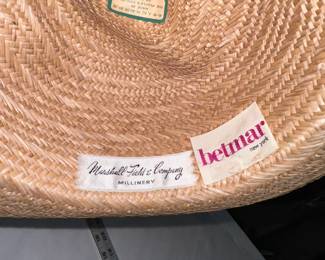 Marshall Field & Company
MILLINERY
betmar
new york